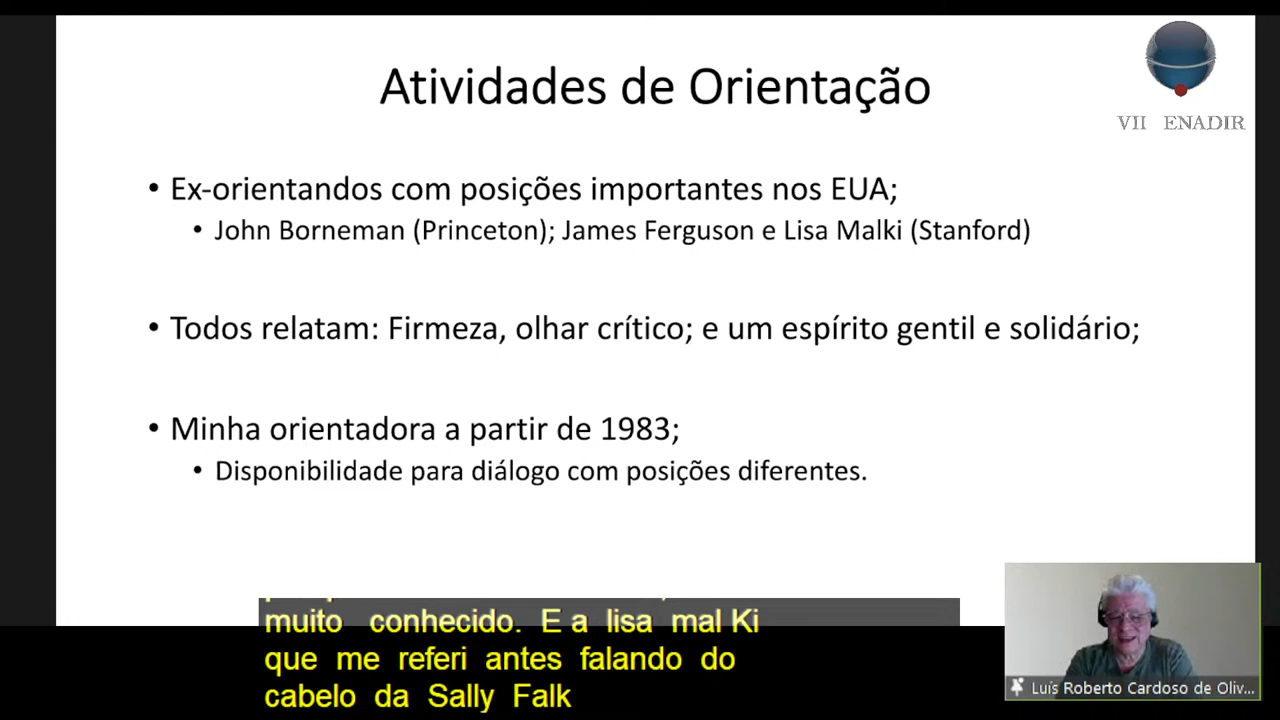 Atividades de Orientação
VII ENADIR
• Ex-orientandos com posições importantes nos EUA;
• John Borneman (Princeton); James Ferguson e Lisa Malki (Stanford)
• Todos relatam: Firmeza, olhar crítico; e um espírito gentil e solidário;
• Minha orientadora a partir de 1983;
• Disponibilidade para diálogo com posições diferentes.
muito conhecido. E a lisa mal Ki
que me referi antes falando do
cabelo da Sally Falk
Luís Roberto Cardoso de Oliv...